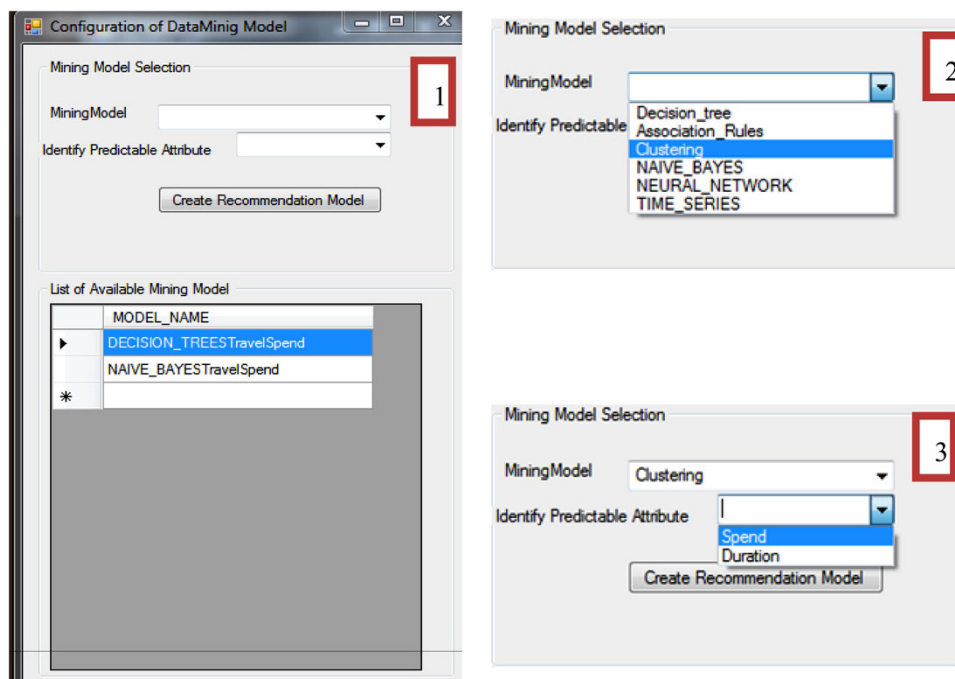 Configuration of DataMinig Model
Mining Model Selection
1
MiningModel
Identify Predictable Attribute
Create Recommendation Model
List of Available Mining Model
MODEL_NAME
DECISION_TREESTravelSpend
NAIVE_BAYESTravelSpend
Mining Model Selection
2
MiningModel
Identify Predictable
Decision_tree
Association_Rules
Clustering
NAIVE_BAYES
NEURAL_NETWORK
TIME_SERIES
Mining Model Selection
3
MiningModel Clustering
Identify Predictable Attribute
Spend
Duration
Create Recommendation Model